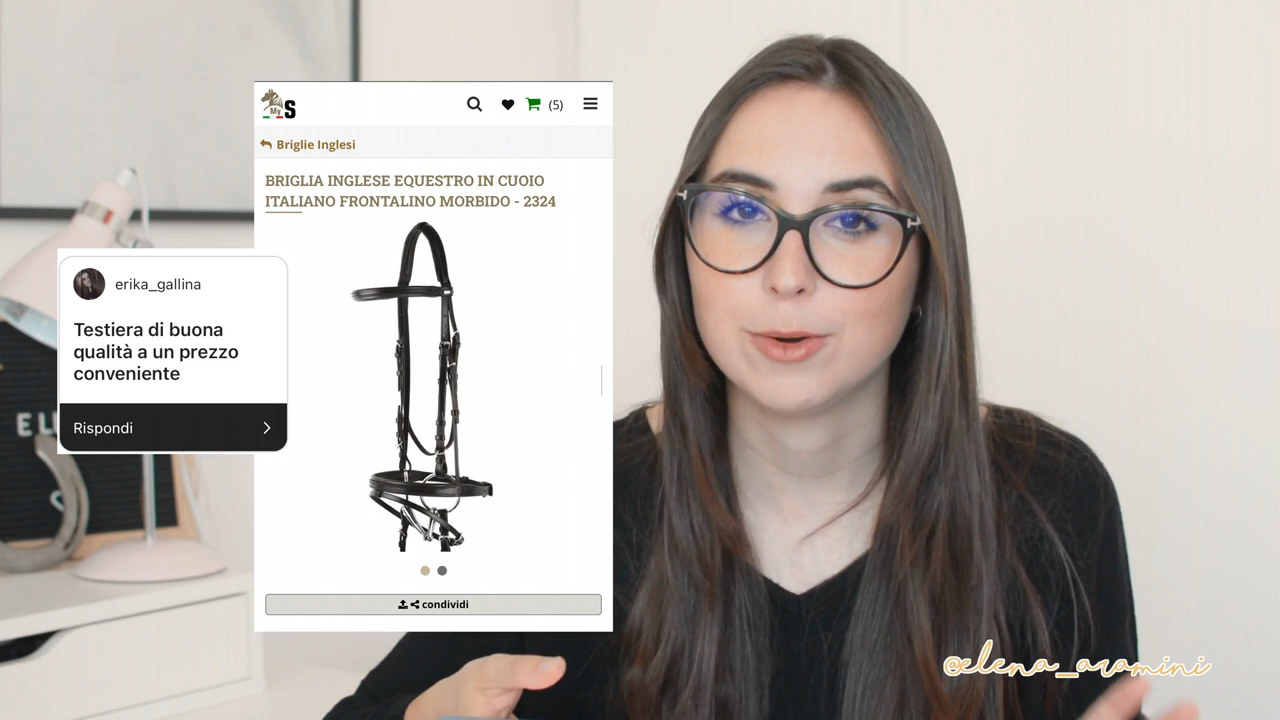 My S
(5)
Briglie Inglesi
BRIGLIA INGLESE EQUESTRO IN CUOIO
ITALIANO FRONTALINO MORBIDO - 2324
erika_gallina
Testiera di buona
qualità a un prezzo
conveniente
Rispondi
condividi
@elena_aramini